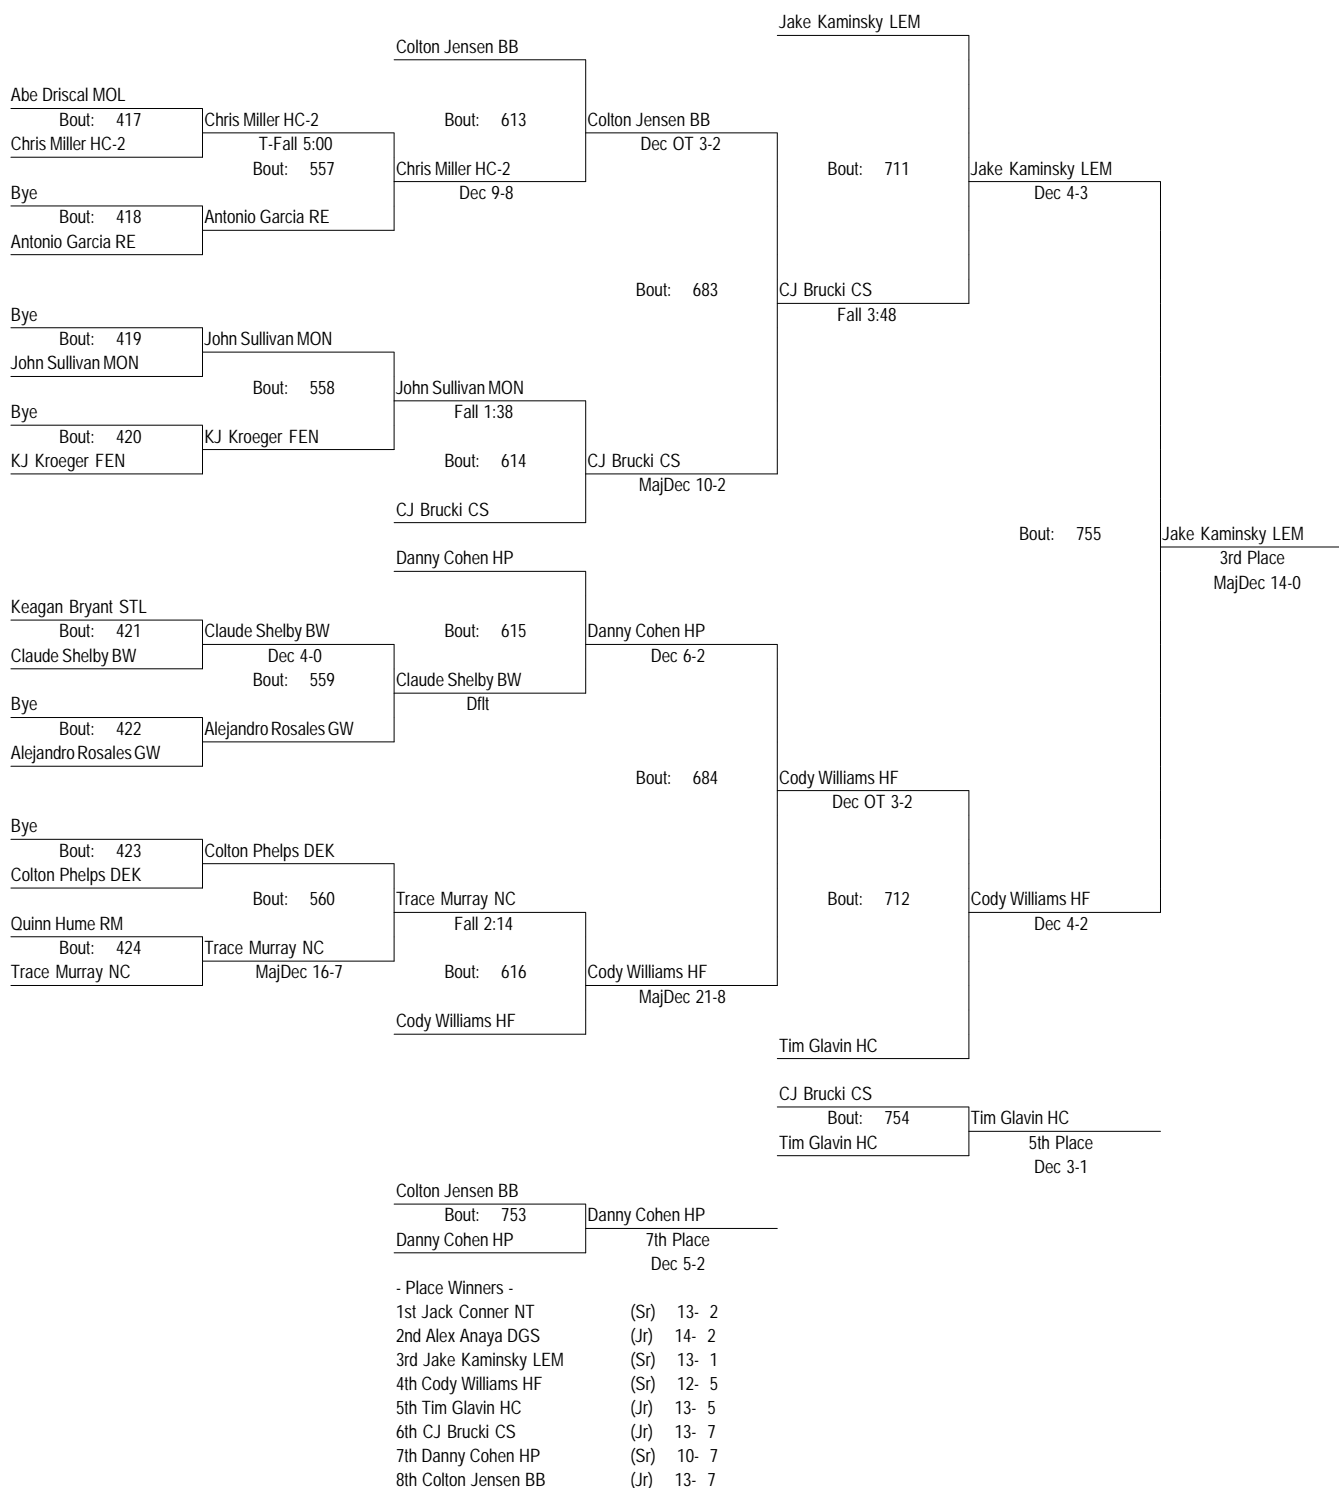 Jake Kaminsky LEM
Colton Jensen BB
Abe Driscal MOL
Bout: 417
Chris Miller HC-2
Chris Miller HC-2
T-Fall 5:00
Bout: 557
Bye
Bout: 418
Antonio Garcia RE
Antonio Garcia RE
Chris Miller HC-2
Dec 9-8
Bout: 613
Colton Jensen BB
Dec OT 3-2
Bout: 711
Jake Kaminsky LEM
Dec 4-3
Bout: 683
CJ Brucki CS
Fall 3:48
Bye
Bout: 419
John Sullivan MON
John Sullivan MON
Bout: 558
Bye
Bout: 420
KJ Kroeger FEN
KJ Kroeger FEN
John Sullivan MON
Fall 1:38
Bout: 614
CJ Brucki CS
MajDec 10-2
CJ Brucki CS
Bout: 755
Jake Kaminsky LEM
3rd Place
MajDec 14-0
Danny Cohen HP
Keagan Bryant STL
Bout: 421
Claude Shelby BW
Claude Shelby BW
Dec 4-0
Bout: 559
Bye
Bout: 422
Alejandro Rosales GW
Alejandro Rosales GW
Claude Shelby BW
Dflt
Bout: 615
Danny Cohen HP
Dec 6-2
Bout: 684
Cody Williams HF
Dec OT 3-2
Bye
Bout: 423
Colton Phelps DEK
Colton Phelps DEK
Bout: 560
Quinn Hume RM
Bout: 424
Trace Murray NC
Trace Murray NC
MajDec 16-7
Trace Murray NC
Fall 2:14
Bout: 616
Cody Williams HF
MajDec 21-8
Cody Williams HF
Bout: 712
Cody Williams HF
Dec 4-2
Tim Glavin HC
CJ Brucki CS
Bout: 754
Tim Glavin HC
Tim Glavin HC
5th Place
Dec 3-1
Colton Jensen BB
Bout: 753
Danny Cohen HP
Danny Cohen HP
7th Place
Dec 5-2
- Place Winners -
1st Jack Conner NT (Sr) 13- 2
2nd Alex Anaya DGS (Jr) 14- 2
3rd Jake Kaminsky LEM (Sr) 13- 1
4th Cody Williams HF (Sr) 12- 5
5th Tim Glavin HC (Jr) 13- 5
6th CJ Brucki CS (Jr) 13- 7
7th Danny Cohen HP (Sr) 10- 7
8th Colton Jensen BB (Jr) 13- 7